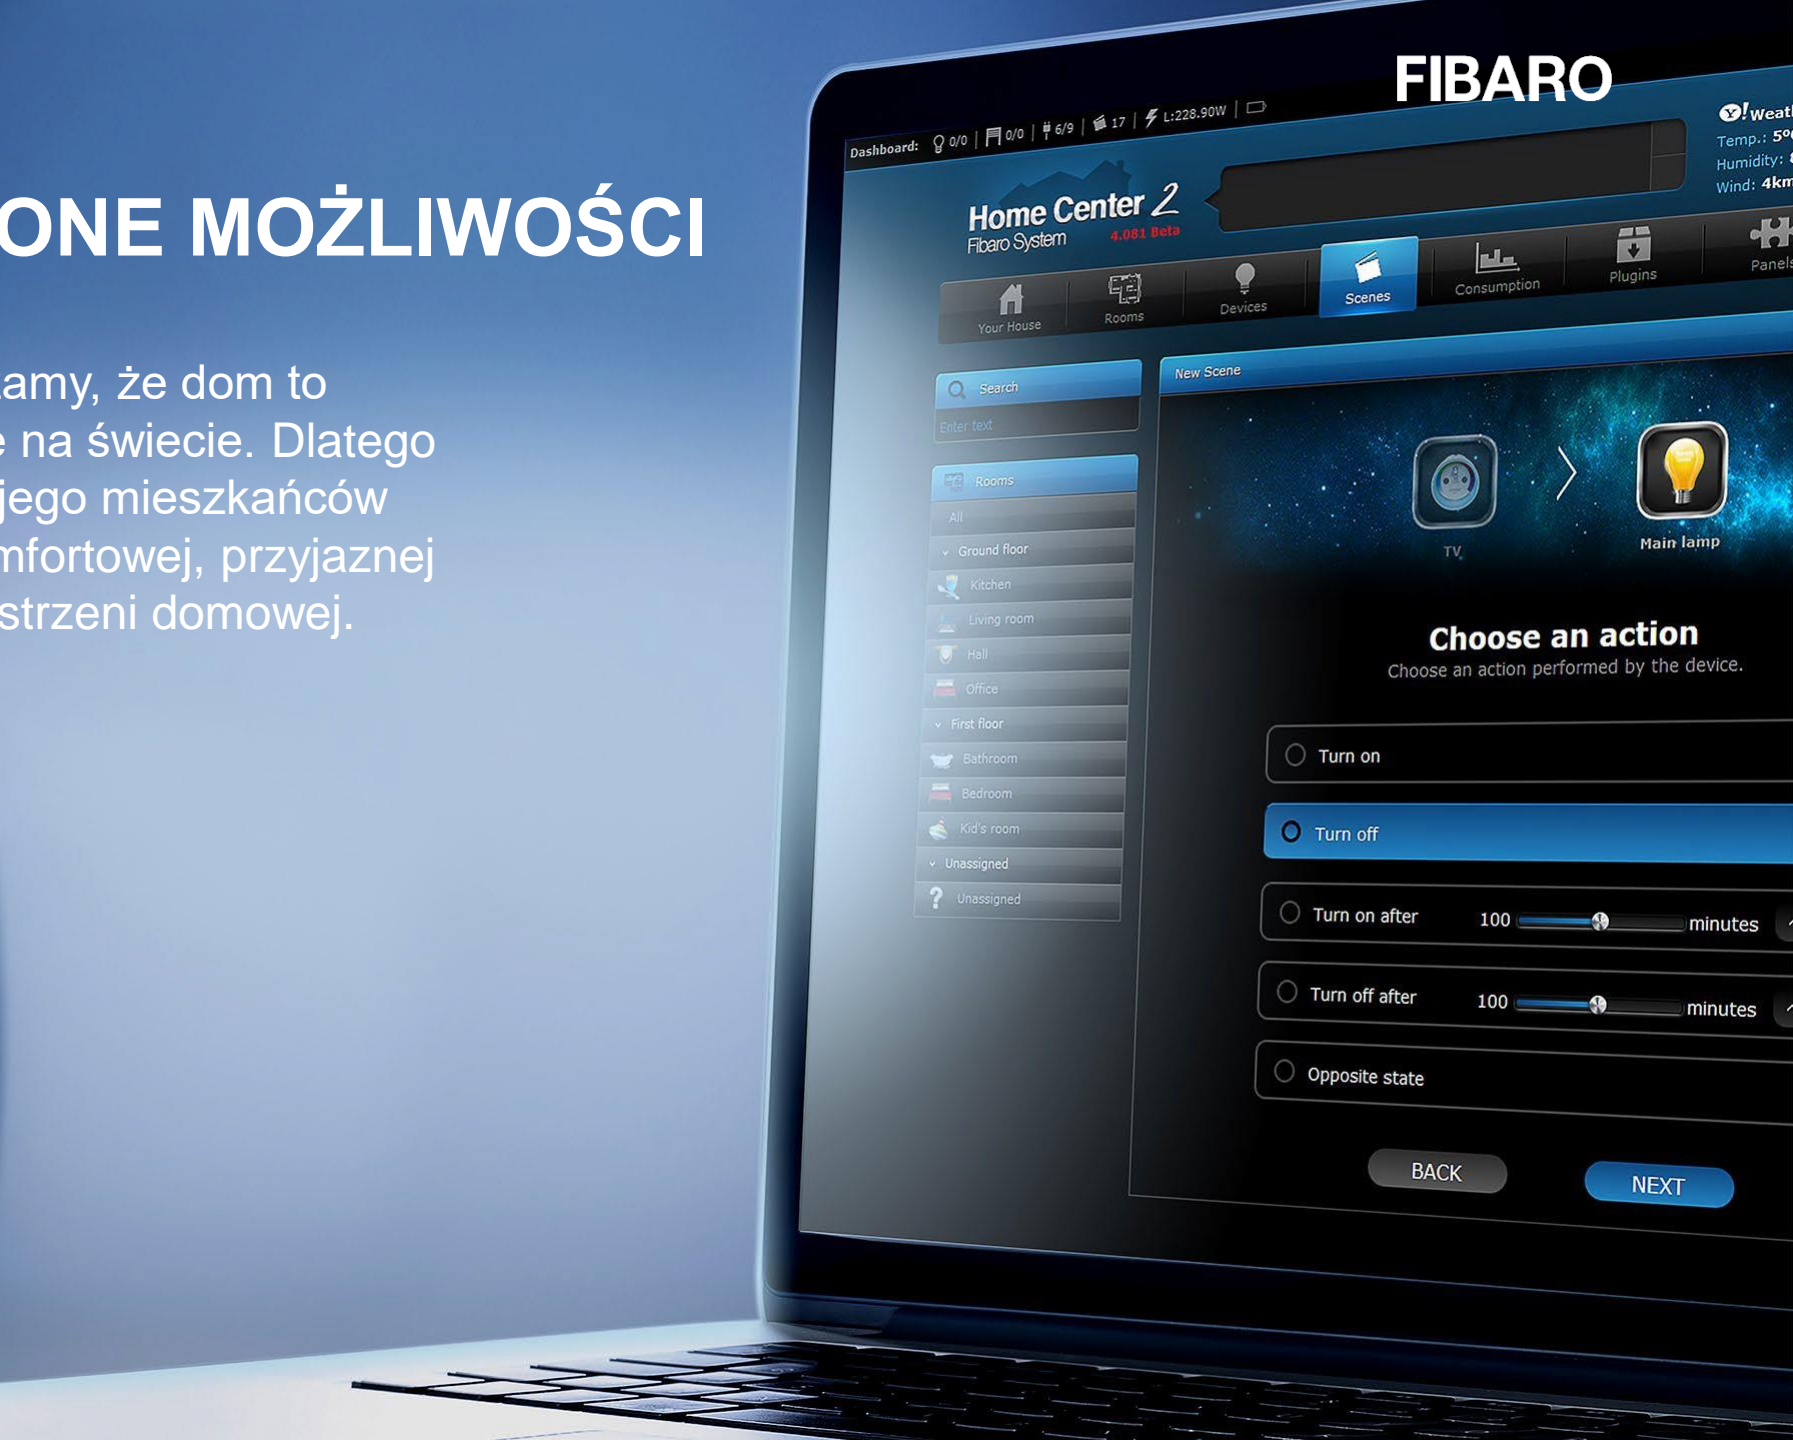 FIBARO
ONE MOŻLIWOŚCI
amy, że dom to
na świecie. Dlatego
jego mieszkańców
mfortowej, przyjaznej
strzeni domowej.
Dashboard: 0/0 | 0/0 | 6/9 | 17 | L:228.90W |
Home Center 2
Fibaro System 4.081 Beta
Y! Weat
Temp.: 5º
Humidity:
Wind: 4km
Your House
Rooms
Devices
Scenes
Consumption
Plugins
Panels
Search
Enter text
Rooms
All
Ground floor
Kitchen
Living room
Hall
Office
First floor
Bathroom
Bedroom
Kid's room
Unassigned
? Unassigned
New Scene
TV
Main lamp
Choose an action
Choose an action performed by the device.
Turn on
Turn off
Turn on after 100 minutes
Turn off after 100 minutes
Opposite state
BACK
NEXT